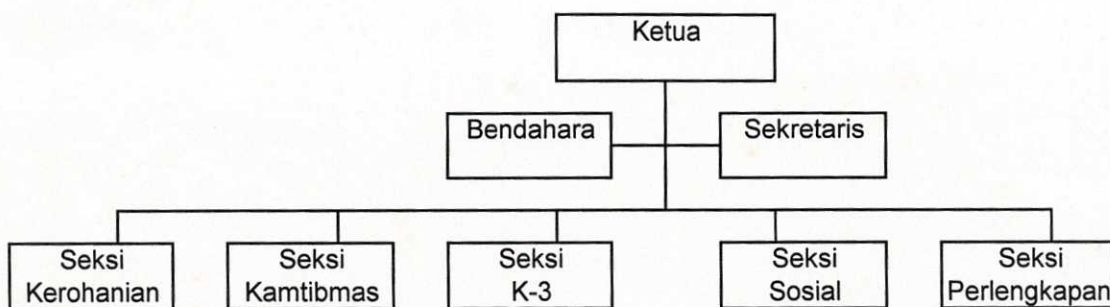 Ketua
Bendahara
Sekretaris
Seksi
Kerohanian
Seksi
Kamtibmas
Seksi
K-3
Seksi
Sosial
Seksi
Perlengkapan